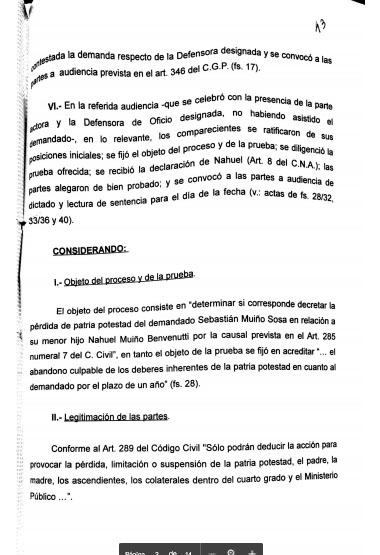 13
contestada la demanda respecto de la Defensora designada y se convocó a las
partes a audiencia prevista en el art. 346 del C.G.P. (fs. 17).
VI.- En la referida audiencia -que se celebró con la presencia de la parte
actora y la Defensora de Oficio designada, no habiendo asistido el
demandado-, en lo relevante, los comparecientes se ratificaron de sus
posiciones iniciales; se fijó el objeto del proceso y de la prueba; se diligenció la
prueba ofrecida; se recibió la declaración de Nahuel (Art. 8 del C.N.A.); las
partes alegaron de bien probado; y se convocó a las partes a audiencia de
dictado y lectura de sentencia para el día de la fecha (v.: actas de fs. 28/32,
33/36 y 40).
CONSIDERANDO:
I.- Objeto del proceso y de la prueba.
El objeto del proceso consiste en "determinar si corresponde decretar la
pérdida de patria potestad del demandado Sebastián Muiño Sosa en relación a
su menor hijo Nahuel Muiño Benvenutti por la causal prevista en el Art. 285
numeral 7 del C. Civil", en tanto el objeto de la prueba se fijó en acreditar "... el
abandono culpable de los deberes inherentes de la patria potestad en cuanto al
demandado por el plazo de un año" (fs. 28).
II.- Legitimación de las partes.
Conforme al Art. 289 del Código Civil "Sólo podrán deducir la acción para
provocar la pérdida, limitación o suspensión de la patria potestad, el padre, la
madre, los ascendientes, los colaterales dentro del cuarto grado y el Ministerio
Público ...".
Página 3 de 14